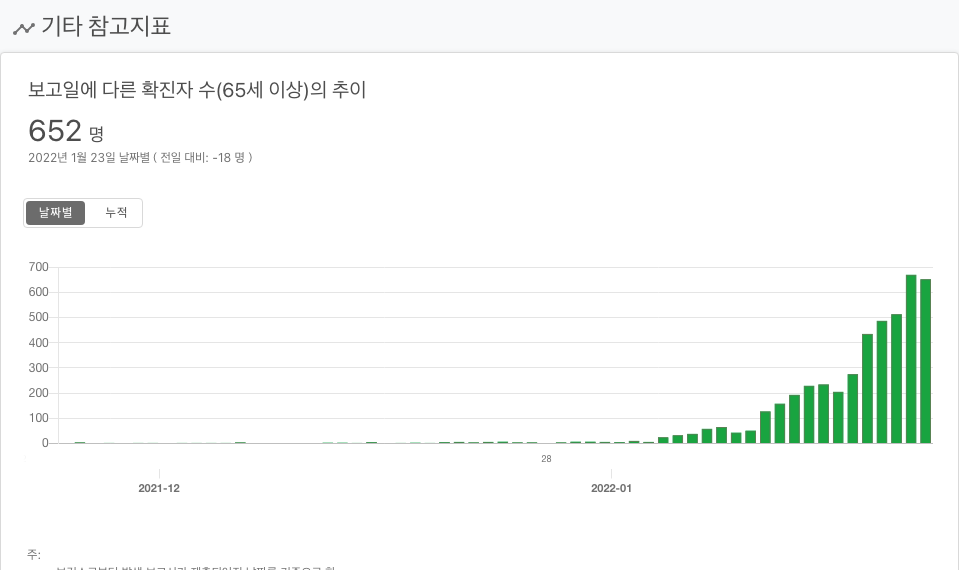 기타 참고지표
보고일에 다른 확진자 수(65세 이상)의 추이
652 명
2022년 1월 23일 날짜별 ( 전일 대비: -18 명 )
날짜별 누적
700
600
500
400
300
200
100
0
28
2021-12 2022-01
주: